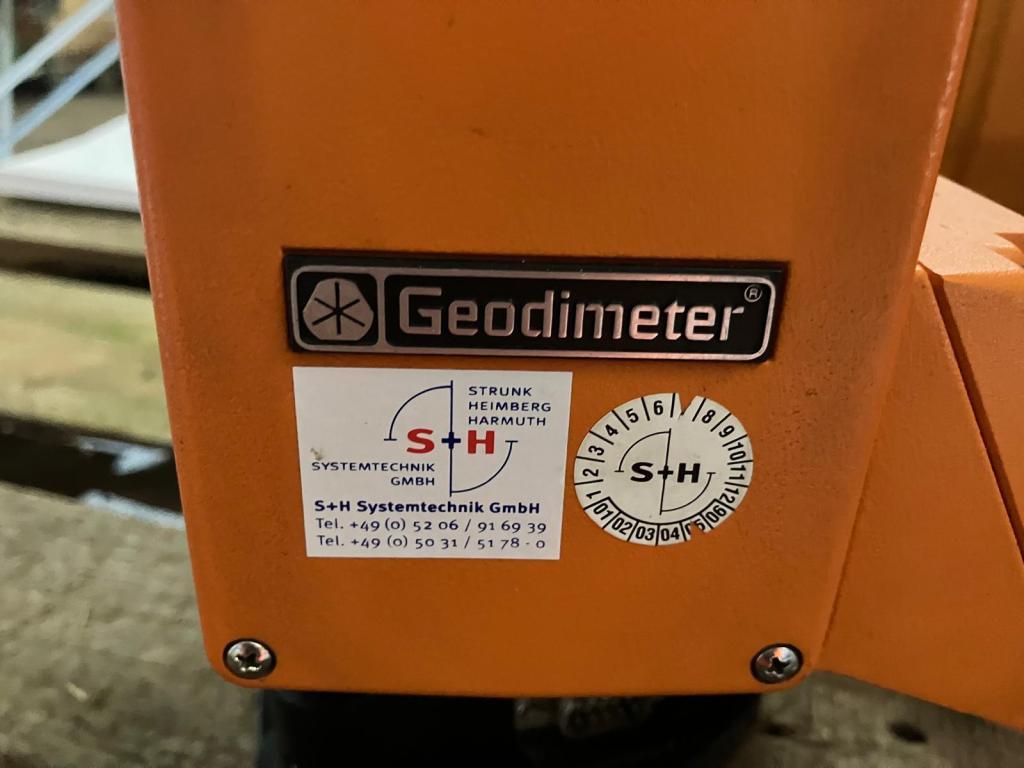 Geodimeter®
STRUNK
HEIMBERG
HARMUTH
S+H
SYSTEMTECHNIK
GMBH
S+H Systemtechnik GmbH
Tel. +49 (0) 52 06 / 91 69 39
Tel. +49 (0) 50 31 / 51 78 - 0
1 2 3 4 5 6 8 9 10 11 12
S+H
01 02 03 04 06